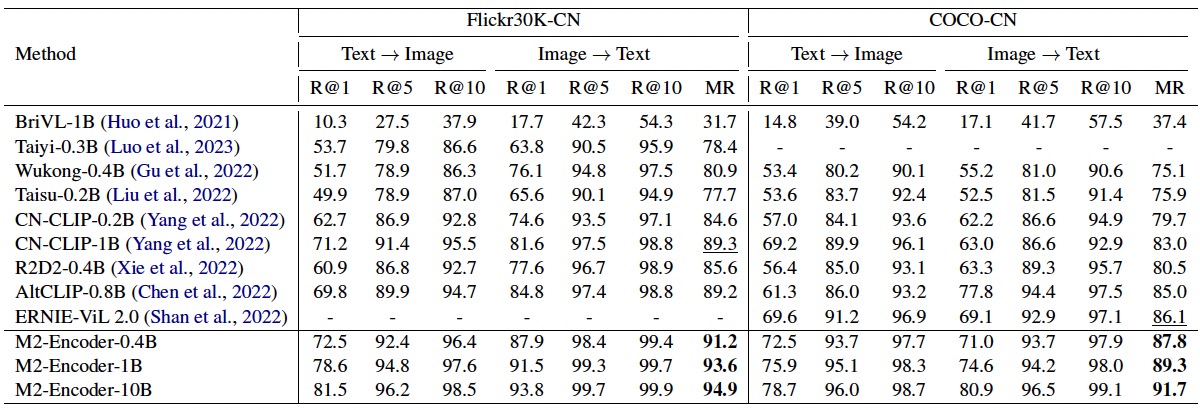 Flickr30K-CN COCO-CN
Method Text → Image Image → Text Text → Image Image → Text
R@1 R@5 R@10 R@1 R@5 R@10 MR R@1 R@5 R@10 R@1 R@5 R@10 MR
BriVL-1B (Huo et al., 2021) 10.3 27.5 37.9 17.7 42.3 54.3 31.7 14.8 39.0 54.2 17.1 41.7 57.5 37.4
Taiyi-0.3B (Luo et al., 2023) 53.7 79.8 86.6 63.8 90.5 95.9 78.4 - - - - - - -
Wukong-0.4B (Gu et al., 2022) 51.7 78.9 86.3 76.1 94.8 97.5 80.9 53.4 80.2 90.1 55.2 81.0 90.6 75.1
Taisu-0.2B (Liu et al., 2022) 49.9 78.9 87.0 65.6 90.1 94.9 77.7 53.6 83.7 92.4 52.5 81.5 91.4 75.9
CN-CLIP-0.2B (Yang et al., 2022) 62.7 86.9 92.8 74.6 93.5 97.1 84.6 57.0 84.1 93.6 62.2 86.6 94.9 79.7
CN-CLIP-1B (Yang et al., 2022) 71.2 91.4 95.5 81.6 97.5 98.8 89.3 69.2 89.9 96.1 63.0 86.6 92.9 83.0
R2D2-0.4B (Xie et al., 2022) 60.9 86.8 92.7 77.6 96.7 98.9 85.6 56.4 85.0 93.1 63.3 89.3 95.7 80.5
AltCLIP-0.8B (Chen et al., 2022) 69.8 89.9 94.7 84.8 97.4 98.8 89.2 61.3 86.0 93.2 77.8 94.4 97.5 85.0
ERNIE-ViL 2.0 (Shan et al., 2022) - - - - - - - 69.6 91.2 96.9 69.1 92.9 97.1 86.1
M2-Encoder-0.4B 72.5 92.4 96.4 87.9 98.4 99.4 91.2 72.5 93.7 97.7 71.0 93.7 97.9 87.8
M2-Encoder-1B 78.6 94.8 97.6 91.5 99.3 99.7 93.6 75.9 95.1 98.3 74.6 94.2 98.0 89.3
M2-Encoder-10B 81.5 96.2 98.5 93.8 99.7 99.9 94.9 78.7 96.0 98.7 80.9 96.5 99.1 91.7